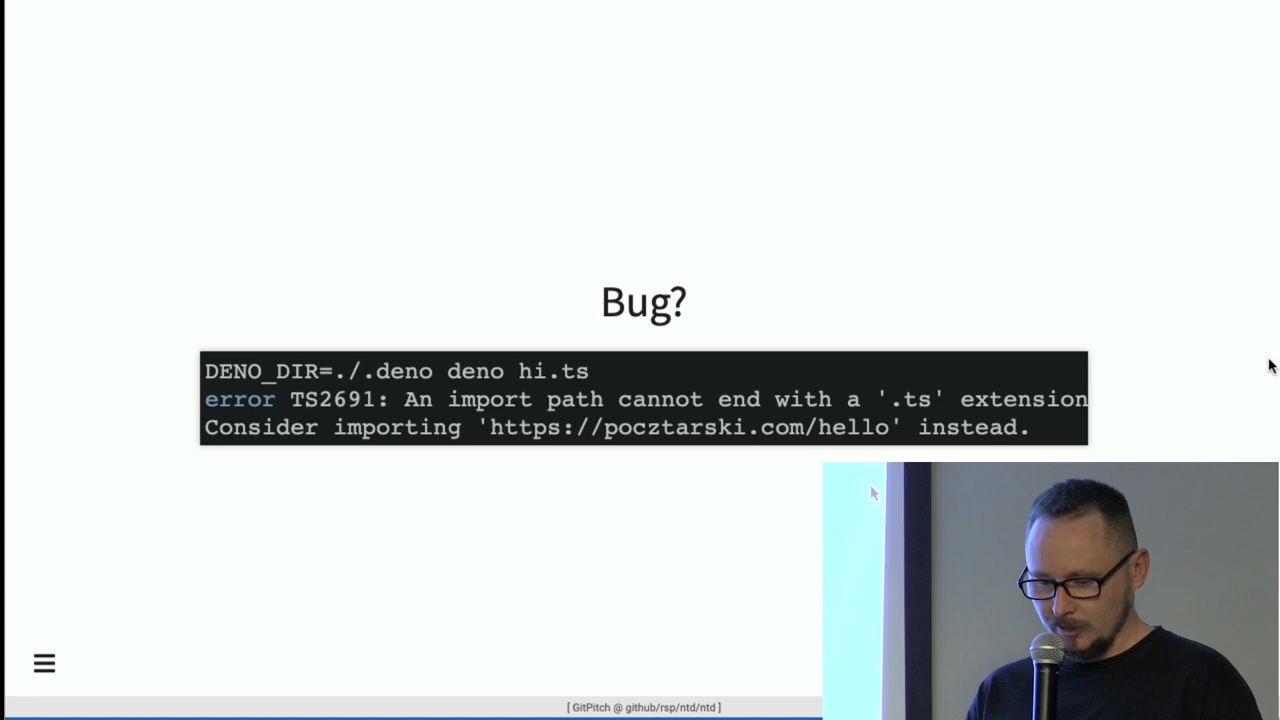 Bug?
DENO_DIR=./.deno deno hi.ts
error TS2691: An import path cannot end with a '.ts' extension
Consider importing 'https://pocztarski.com/hello' instead.
[ GitPitch @ github/rsp/ntd/ntd ]